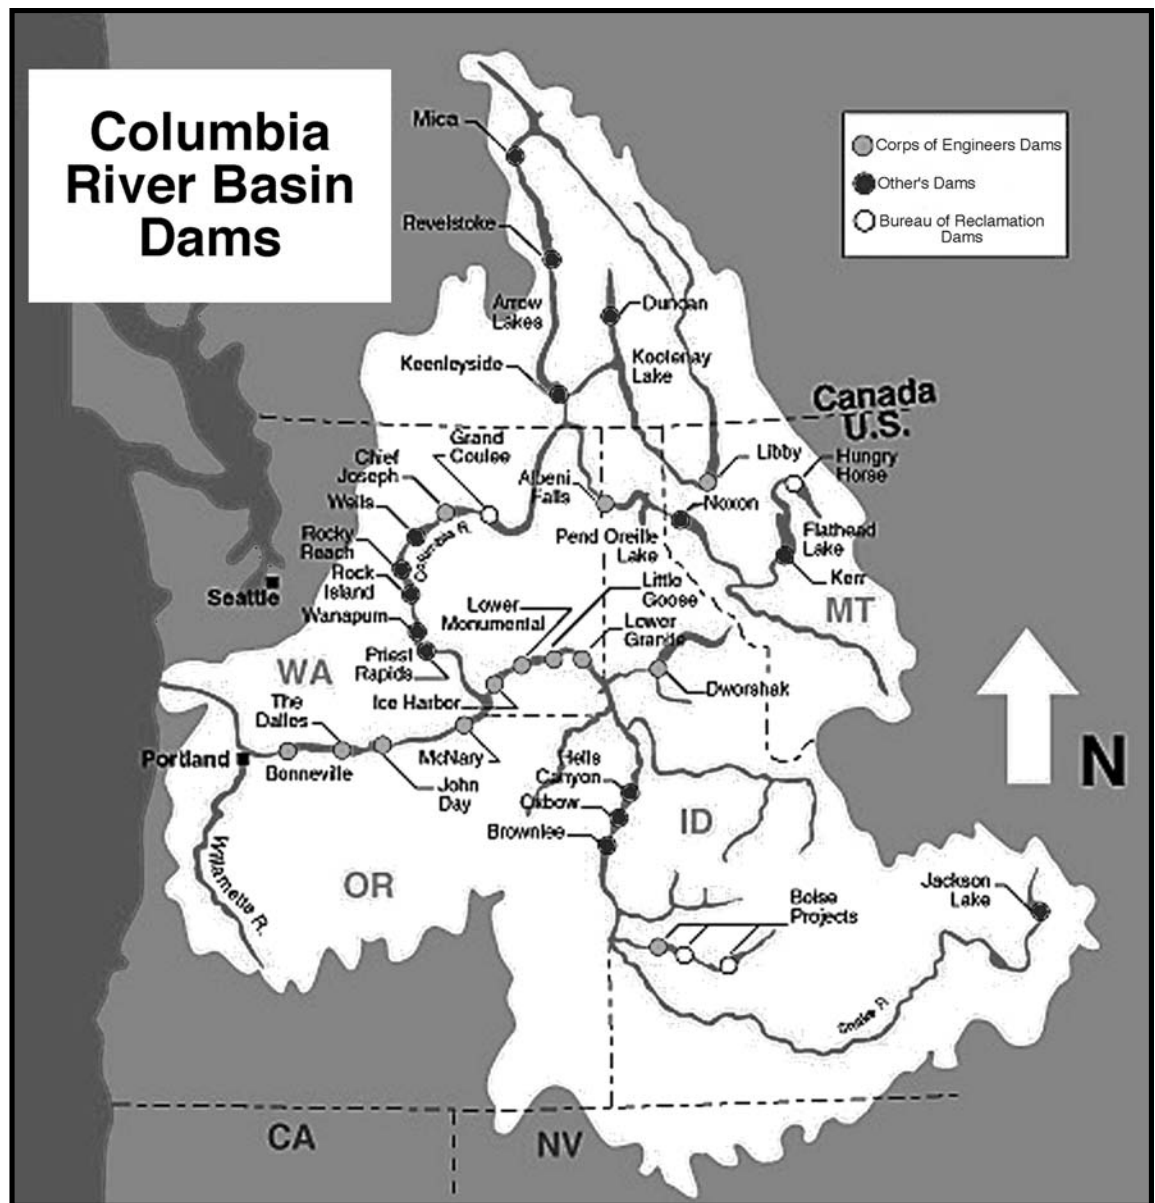 Columbia
River Basin
Dams
Corps of Engineers Dams
Other's Dams
Bureau of Reclamation
Dams
Mica
Revelstoke
Arrow
Lakes
Duncan
Keenleyside
Kootenay
Lake
Canada
U.S.
Grand
Coulee
Chief
Joseph
Albeni
Falls
Libby
Hungry
Horse
Wells
Noxon
Columbia R.
Rocky
Reach
Pend Oreille
Lake
Flathead
Lake
Rock
Island
Kerr
Seattle
Little
Goose
Lower
Monumental
MT
Wanapum
Lower
Granite
Priest
Rapids
WA
Ice Harbor
Dworshak
The
Dalles
McNary
Portland
Bonneville
John
Day
Hells
Canyon
N
Oxbow
ID
Brownlee
Willamette R.
OR
Jackson
Lake
Boise
Projects
Snake R
CA
NV